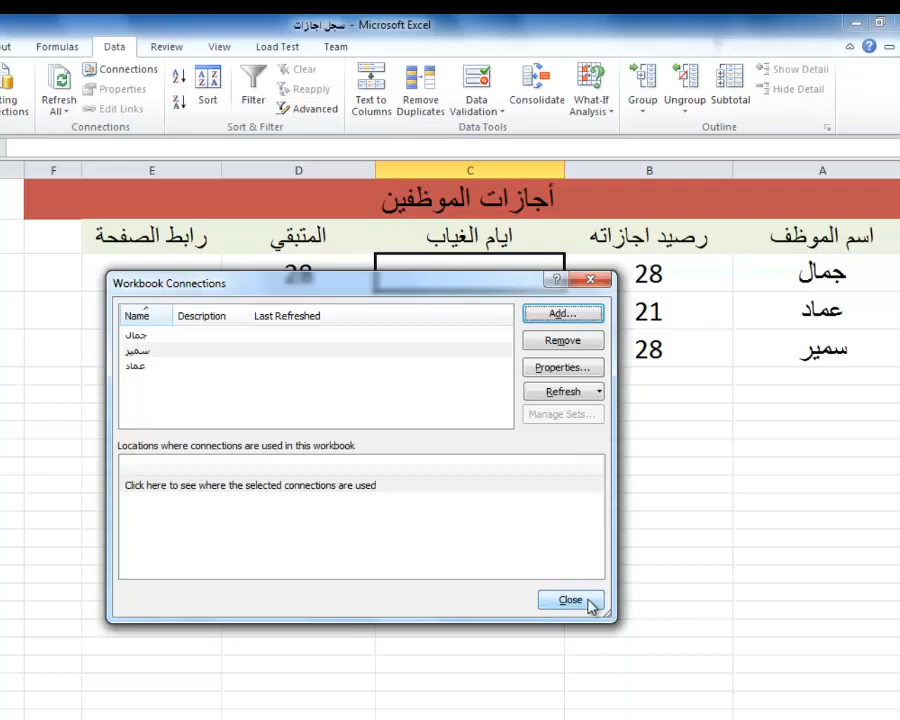 سجل اجازات - Microsoft Excel
out Formulas Data Review View Load Test Team
Refresh All
Connections
Properties
Edit Links
Connections
Sort
Filter
Clear
Reapply
Advanced
Sort & Filter
Text to Columns
Remove Duplicates
Data Validation
Consolidate
What-If Analysis
Data Tools
Group
Ungroup
Subtotal
Show Detail
Hide Detail
Outline
F E D C B A
أجازات الموظفين
اسم الموظف رصيد اجازاته ايام الغياب المتبقي رابط الصفحة
جمال 28 28
عماد 21
سمير 28
Workbook Connections
Name Description Last Refreshed
جمال
سمير
عماد
Add...
Remove
Properties...
Refresh
Manage Sets...
Locations where connections are used in this workbook
Click here to see where the selected connections are used
Close